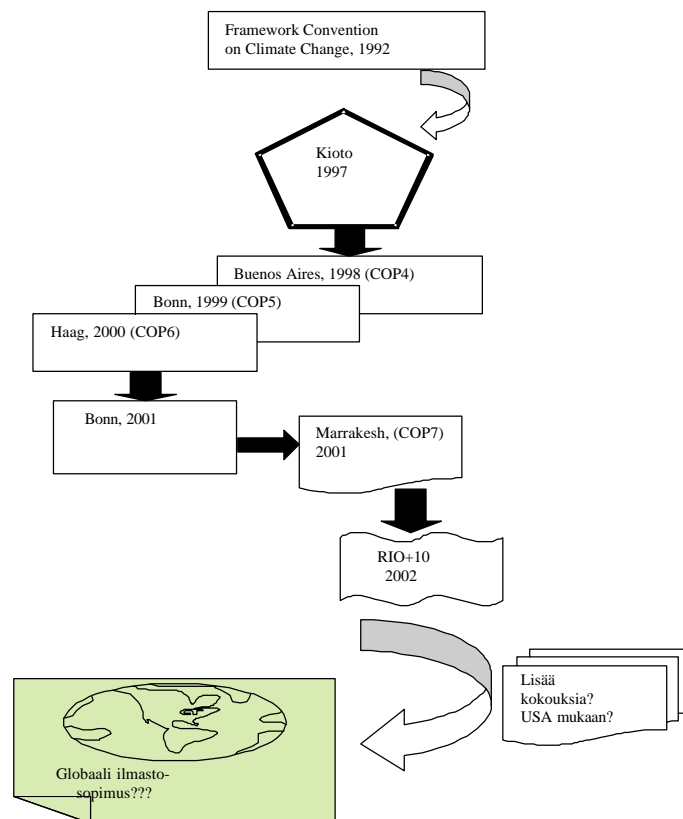 Framework Convention
on Climate Change, 1992
Kioto
1997
Buenos Aires, 1998 (COP4)
Bonn, 1999 (COP5)
Haag, 2000 (COP6)
Bonn, 2001
Marrakesh, (COP7)
2001
RIO+10
2002
Lisää
kokouksia?
USA mukaan?
Globaali ilmasto-
sopimus???